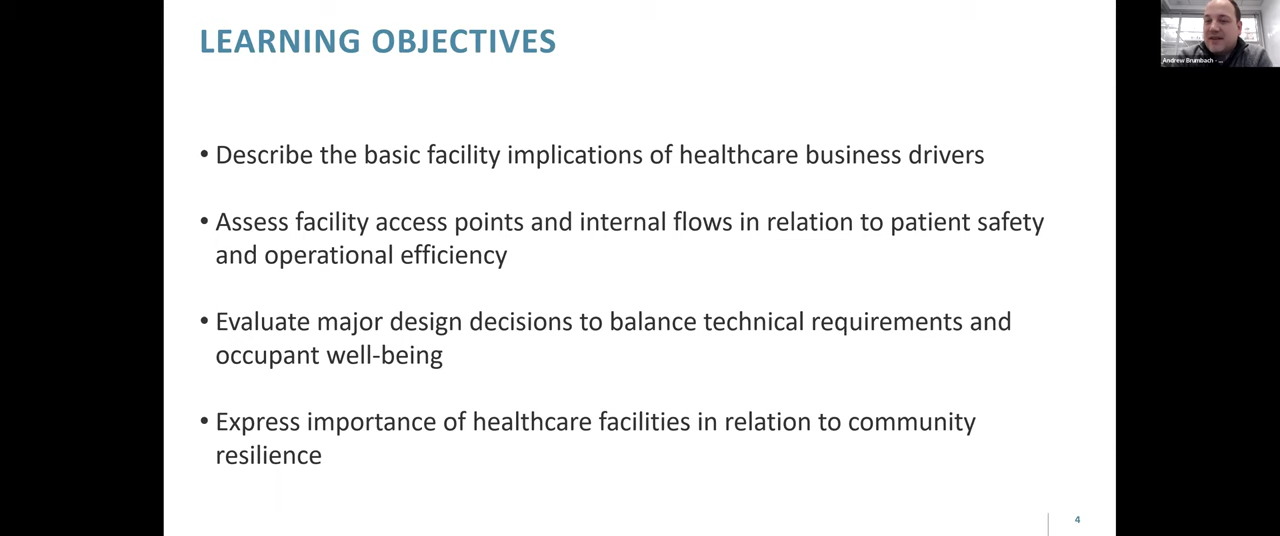 LEARNING OBJECTIVES
Andrew Brumbach - ...
• Describe the basic facility implications of healthcare business drivers
• Assess facility access points and internal flows in relation to patient safety
and operational efficiency
• Evaluate major design decisions to balance technical requirements and
occupant well-being
• Express importance of healthcare facilities in relation to community
resilience
4